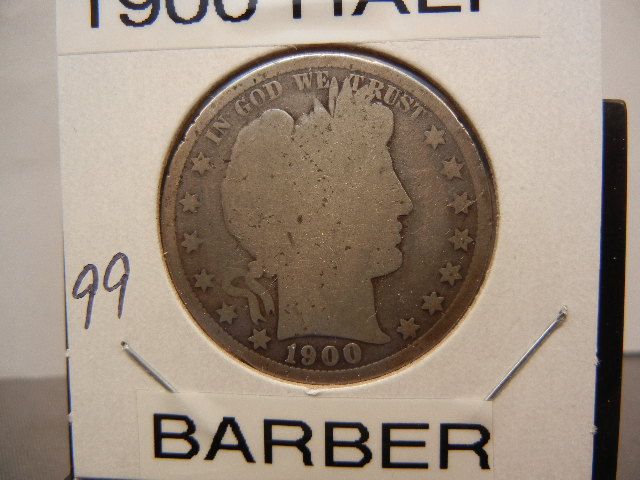 1900 HALF
IN GOD WE TRUST
1900
99
BARBER